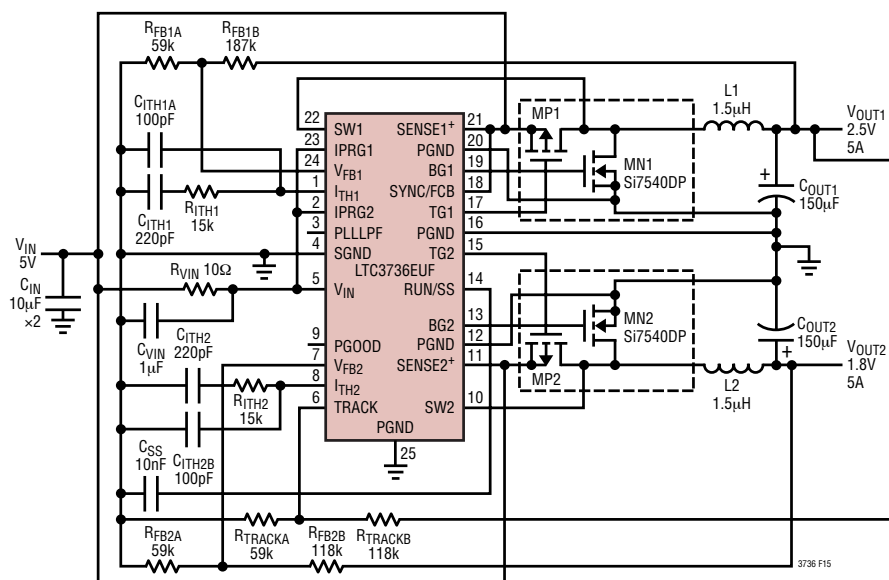 RFB1A
59k
RFB1B
187k
CITH1A
100pF
CITH1
220pF
RITH1
15k
VIN
5V
CIN
10µF
×2
RVIN 10Ω
CVIN
1µF
CITH2
220pF
RITH2
15k
CSS
10nF
CITH2B
100pF
RFB2A
59k
RTRACKA
59k
RFB2B
118k
RTRACKB
118k
22 SW1
23 IPRG1
24 VFB1
1 ITH1
2 IPRG2
3 PLLLPF
4 SGND
5 VIN
9 PGOOD
7 VFB2
8 ITH2
6 TRACK
LTC3736EUF
SENSE1+ 21
PGND 20
BG1 19
SYNC/FCB 18
TG1 17
PGND 16
TG2 15
RUN/SS 14
BG2 13
PGND 12
SENSE2+ 11
SW2 10
PGND
25
MP1
MN1
Si7540DP
MN2
Si7540DP
MP2
L1
1.5µH
L2
1.5µH
VOUT1
2.5V
5A
+
COUT1
150µF
COUT2
150µF
+
VOUT2
1.8V
5A
3736 F15